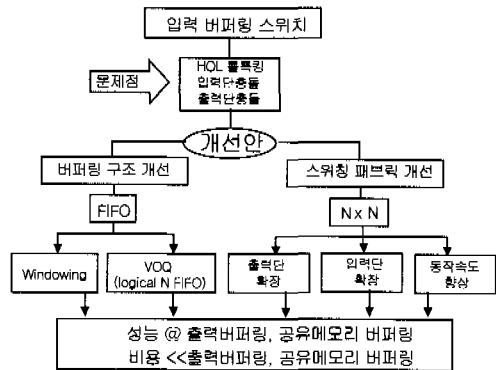 입력 버퍼링 스위치
문제점
HOL 블록킹
입력단충돌
출력단충돌
개선안
버퍼링 구조 개선
스위칭 패브릭 개선
FIFO
N x N
Windowing
VOQ
(logical N FIFO)
출력단
확장
입력단
확장
동작속도
향상
성능 @ 출력버퍼링, 공유메모리 버퍼링
비용 <<출력버퍼링, 공유메모리 버퍼링